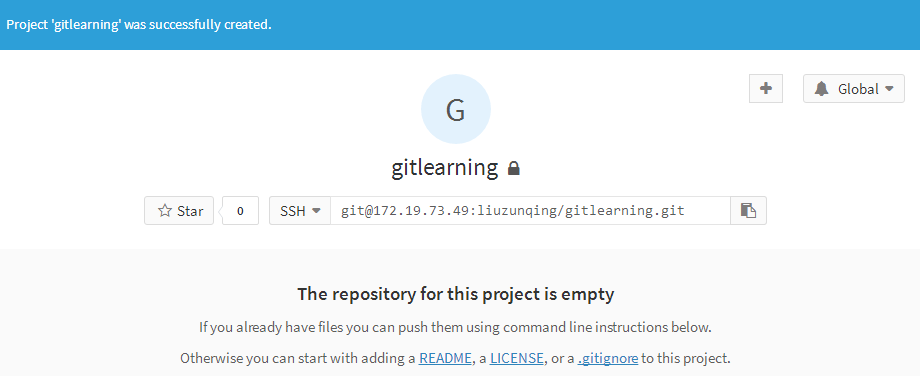 Project 'gitlearning' was successfully created.
Global
G
gitlearning
Star
0
SSH
git@172.19.73.49:liuzunqing/gitlearning.git
The repository for this project is empty
If you already have files you can push them using command line instructions below.
Otherwise you can start with adding a README, a LICENSE, or a .gitignore to this project.